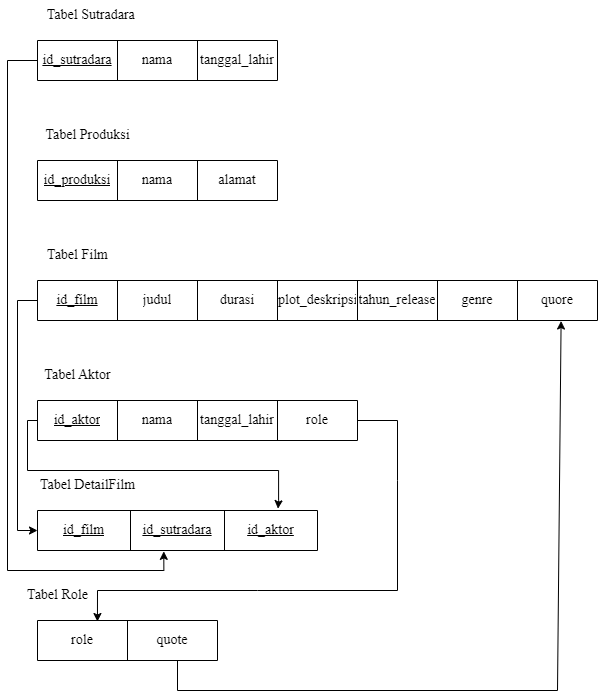 Tabel Sutradara
id_sutradara nama tanggal_lahir
Tabel Produksi
id_produksi nama alamat
Tabel Film
id_film judul durasi plot_deskripsi tahun_release genre quore
Tabel Aktor
id_aktor nama tanggal_lahir role
Tabel DetailFilm
id_film id_sutradara id_aktor
Tabel Role
role quote